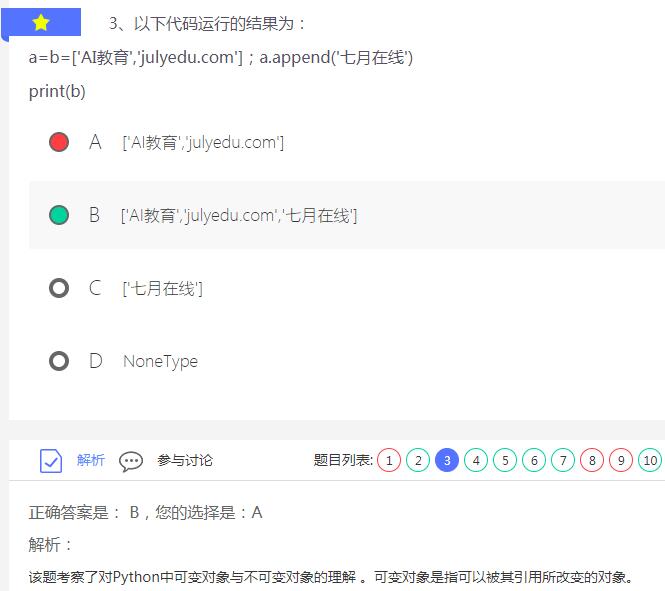 3、以下代码运行的结果为：
a=b=['AI教育','julyedu.com']；a.append('七月在线')
print(b)
A ['AI教育','julyedu.com']
B ['AI教育','julyedu.com','七月在线']
C ['七月在线']
D NoneType
解析 参与讨论 题目列表: 1 2 3 4 5 6 7 8 9 10
正确答案是： B，您的选择是：A
解析：
该题考察了对Python中可变对象与不可变对象的理解 。可变对象是指可以被其引用所改变的对象。